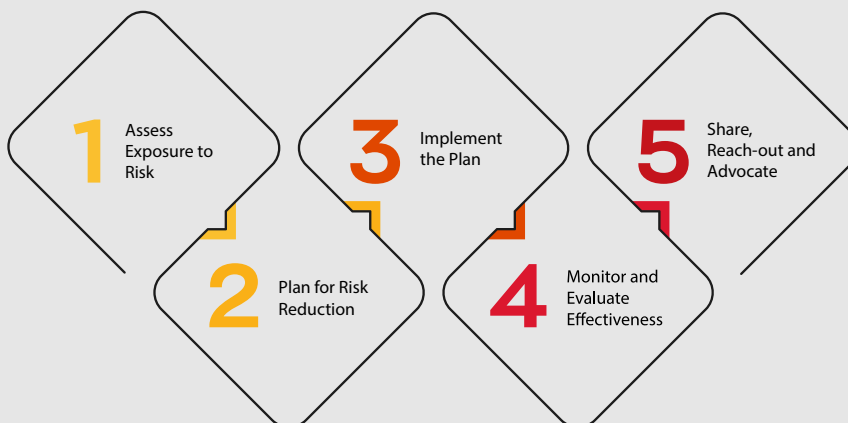 1
Assess
Exposure to
Risk
2
Plan for Risk
Reduction
3
Implement
the Plan
4
Monitor and
Evaluate
Effectiveness
5
Share,
Reach-out and
Advocate